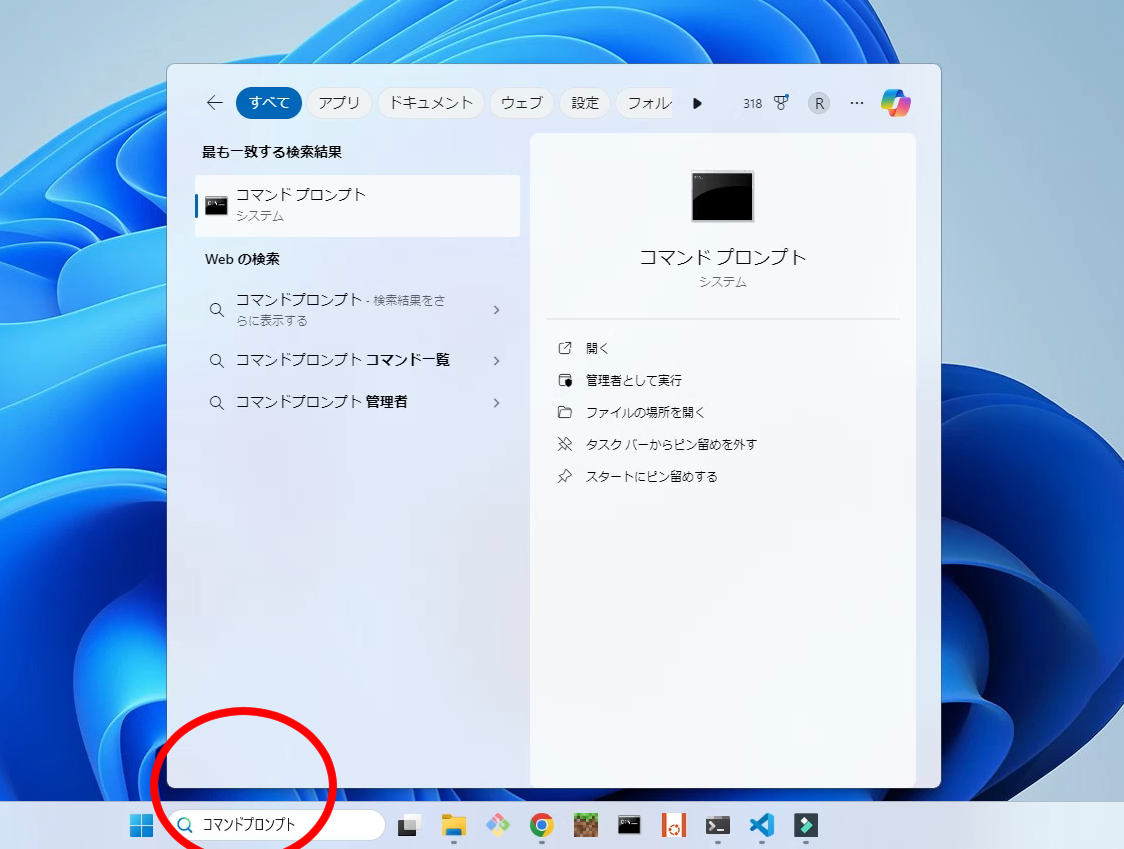 すべて アプリ ドキュメント ウェブ 設定 フォル 318 R
最も一致する検索結果
コマンド プロンプト
システム
Web の検索
コマンドプロンプト - 検索結果をさ
らに表示する
コマンドプロンプト コマンド一覧
コマンドプロンプト 管理者
コマンド プロンプト
システム
開く
管理者として実行
ファイルの場所を開く
タスク バーからピン留めを外す
スタートにピン留めする
コマンドプロンプト